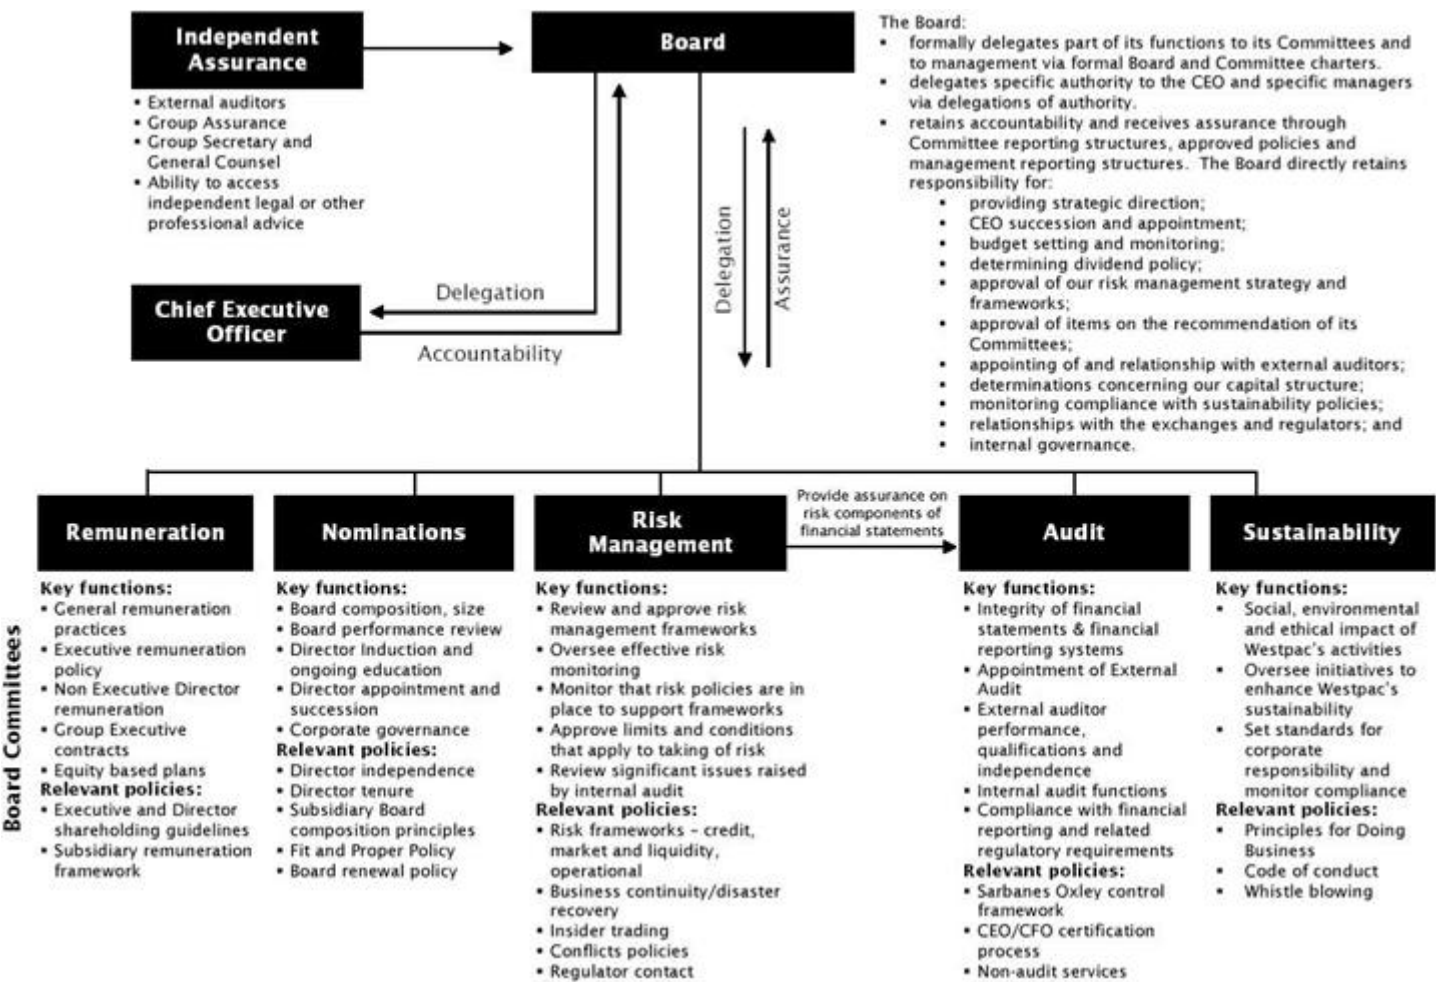 Independent
Assurance
▪ External auditors
▪ Group Assurance
▪ Group Secretary and
General Counsel
▪ Ability to access
independent legal or other
professional advice
Board
The Board:
▪ formally delegates part of its functions to its Committees and
to management via formal Board and Committee charters.
▪ delegates specific authority to the CEO and specific managers
via delegations of authority.
▪ retains accountability and receives assurance through
Committee reporting structures, approved policies and
management reporting structures. The Board directly retains
responsibility for:
▪ providing strategic direction;
▪ CEO succession and appointment;
▪ budget setting and monitoring;
▪ determining dividend policy;
▪ approval of our risk management strategy and
frameworks;
▪ approval of items on the recommendation of its
Committees;
▪ appointing of and relationship with external auditors;
▪ determinations concerning our capital structure;
▪ monitoring compliance with sustainability policies;
▪ relationships with the exchanges and regulators; and
▪ internal governance.
Chief Executive
Officer
Delegation
Accountability
Delegation
Assurance
Board Committees
Remuneration
Key functions:
▪ General remuneration
practices
▪ Executive remuneration
policy
▪ Non Executive Director
remuneration
▪ Group Executive
contracts
▪ Equity based plans
Relevant policies:
▪ Executive and Director
shareholding guidelines
▪ Subsidiary remuneration
framework
Nominations
Key functions:
▪ Board composition, size
▪ Board performance review
▪ Director Induction and
ongoing education
▪ Director appointment and
succession
▪ Corporate governance
Relevant policies:
▪ Director independence
▪ Director tenure
▪ Subsidiary Board
composition principles
▪ Fit and Proper Policy
▪ Board renewal policy
Risk
Management
Key functions:
▪ Review and approve risk
management frameworks
▪ Oversee effective risk
monitoring
▪ Monitor that risk policies are in
place to support frameworks
▪ Approve limits and conditions
that apply to taking of risk
▪ Review significant issues raised
by internal audit
Relevant policies:
▪ Risk frameworks – credit,
market and liquidity,
operational
▪ Business continuity/disaster
recovery
▪ Insider trading
▪ Conflicts policies
▪ Regulator contact
Provide assurance on
risk components of
financial statements
Audit
Key functions:
▪ Integrity of financial
statements & financial
reporting systems
▪ Appointment of External
Audit
▪ External auditor
performance,
qualifications and
independence
▪ Internal audit functions
▪ Compliance with financial
reporting and related
regulatory requirements
Relevant policies:
▪ Sarbanes Oxley control
framework
▪ CEO/CFO certification
process
▪ Non-audit services
Sustainability
Key functions:
▪ Social, environmental
and ethical impact of
Westpac's activities
▪ Oversee initiatives to
enhance Westpac's
sustainability
▪ Set standards for
corporate
responsibility and
monitor compliance
Relevant policies:
▪ Principles for Doing
Business
▪ Code of conduct
▪ Whistle blowing